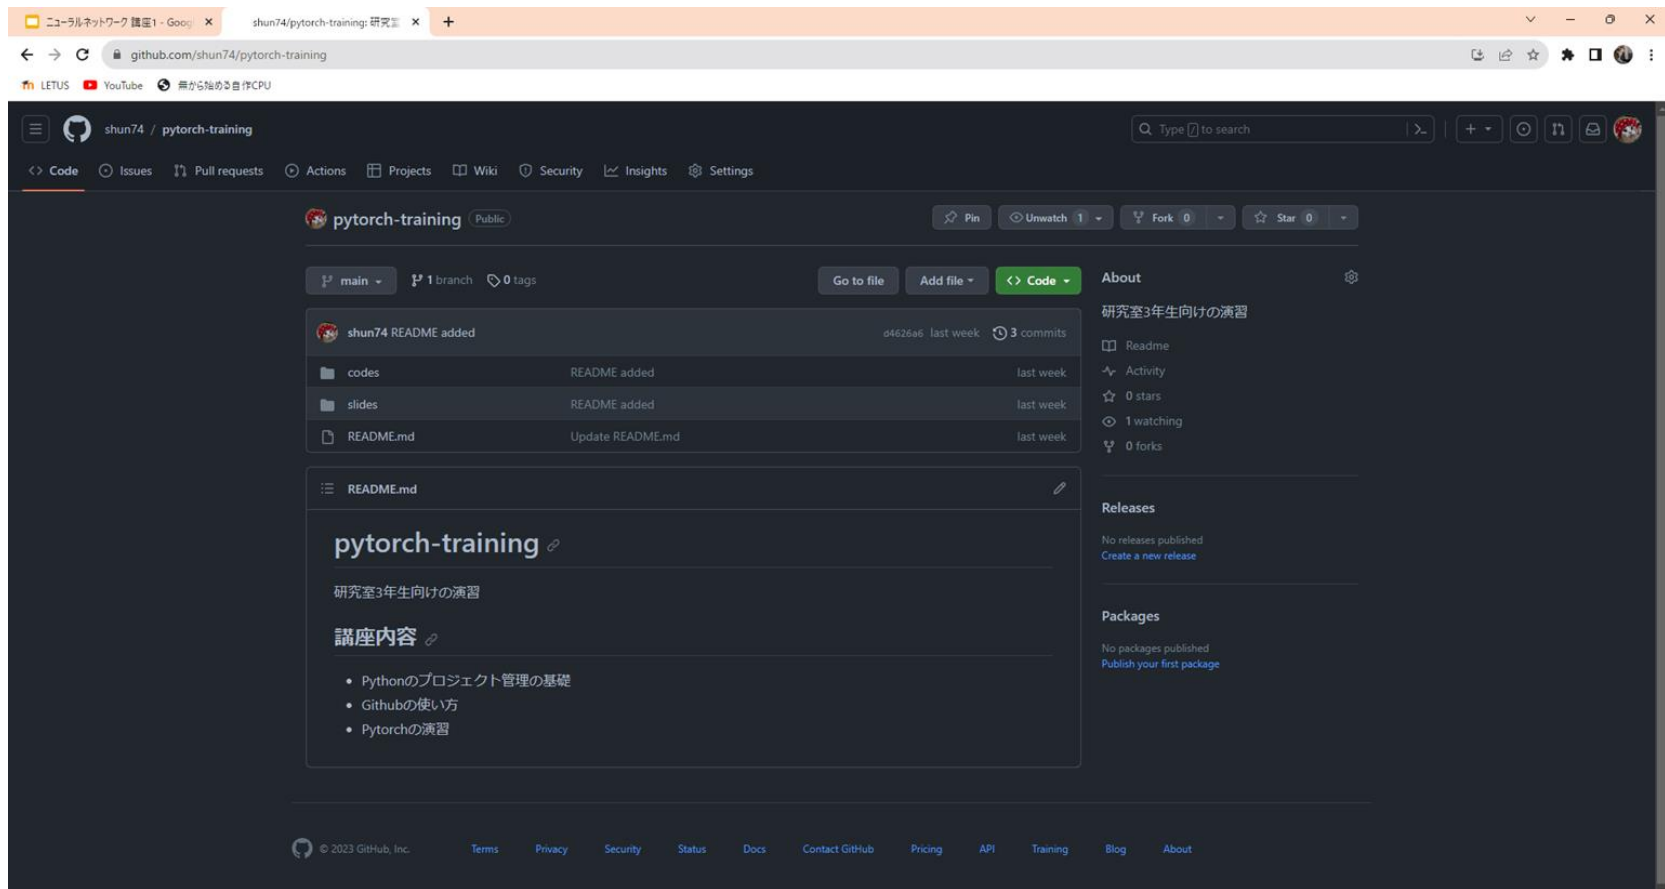 ニューラルネットワーク 講座1 - Goog
shun74/pytorch-training: 研究室
github.com/shun74/pytorch-training
LETUS YouTube 無から始める自作CPU
shun74 / pytorch-training
Type / to search
Code Issues Pull requests Actions Projects Wiki Security Insights Settings
pytorch-training Public
Pin Unwatch 1 Fork 0 Star 0
main 1 branch 0 tags
Go to file Add file <> Code
shun74 README added d4626a6 last week 3 commits
codes README added last week
slides README added last week
README.md Update README.md last week
README.md
pytorch-training
研究室3年生向けの演習
講座内容
• Pythonのプロジェクト管理の基礎
• Githubの使い方
• Pytorchの演習
About
研究室3年生向けの演習
Readme
Activity
0 stars
1 watching
0 forks
Releases
No releases published
Create a new release
Packages
No packages published
Publish your first package
© 2023 GitHub, Inc. Terms Privacy Security Status Docs Contact GitHub Pricing API Training Blog About